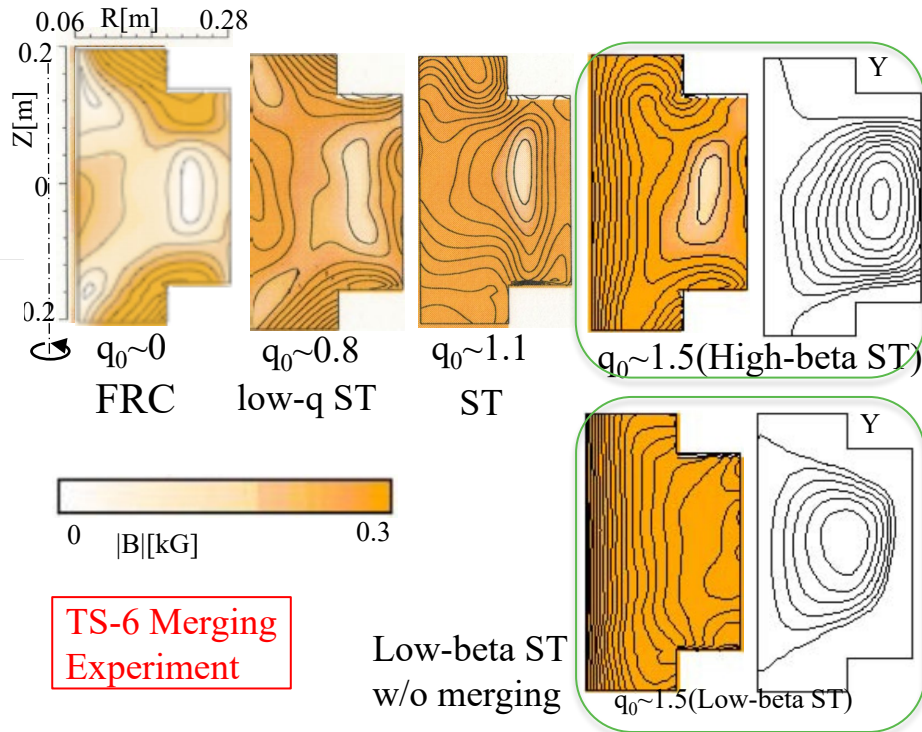 0.06 R[m] 0.28
0.2
Z[m]
0
0.2
Y
q₀~0
FRC
q₀~0.8
low-q ST
q₀~1.1
ST
q₀~1.5(High-beta ST)
Y
0 |B|[kG] 0.3
TS-6 Merging
Experiment
Low-beta ST
w/o merging
q₀~1.5(Low-beta ST)